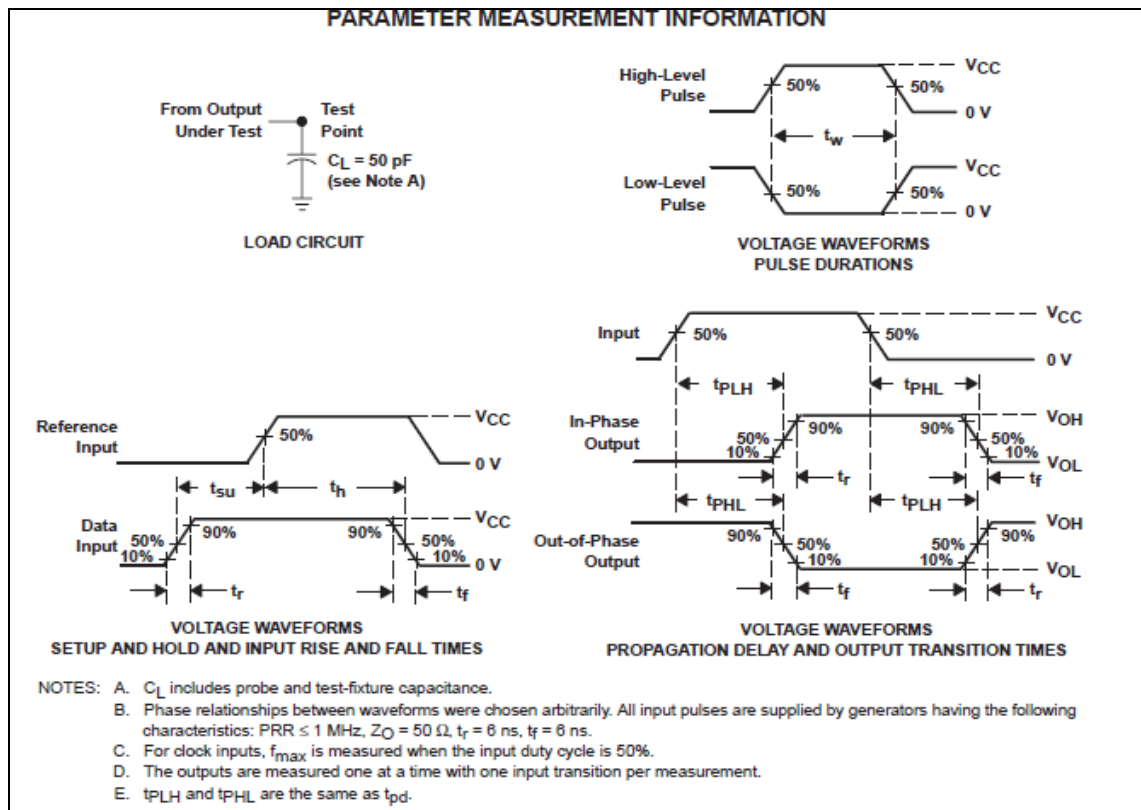 PARAMETER MEASUREMENT INFORMATION
From Output
Under Test
Test
Point
CL = 50 pF
(see Note A)
LOAD CIRCUIT
High-Level
Pulse
50%
50%
VCC
0 V
tw
Low-Level
Pulse
50%
50%
VCC
0 V
VOLTAGE WAVEFORMS
PULSE DURATIONS
Reference
Input
50%
VCC
0 V
tsu
th
Data
Input
50%
10%
90%
90%
50%
10%
VCC
0 V
tr
tf
VOLTAGE WAVEFORMS
SETUP AND HOLD AND INPUT RISE AND FALL TIMES
Input
50%
50%
VCC
0 V
tPLH
tPHL
In-Phase
Output
50%
10%
90%
90%
50%
10%
VOH
VOL
tr
tf
tPHL
tPLH
Out-of-Phase
Output
90%
50%
10%
50%
10%
90%
VOH
VOL
tf
tr
VOLTAGE WAVEFORMS
PROPAGATION DELAY AND OUTPUT TRANSITION TIMES
NOTES: A. CL includes probe and test-fixture capacitance.
B. Phase relationships between waveforms were chosen arbitrarily. All input pulses are supplied by generators having the following
characteristics: PRR ≤ 1 MHz, ZO = 50 Ω, tr = 6 ns, tf = 6 ns.
C. For clock inputs, fmax is measured when the input duty cycle is 50%.
D. The outputs are measured one at a time with one input transition per measurement.
E. tPLH and tPHL are the same as tpd.